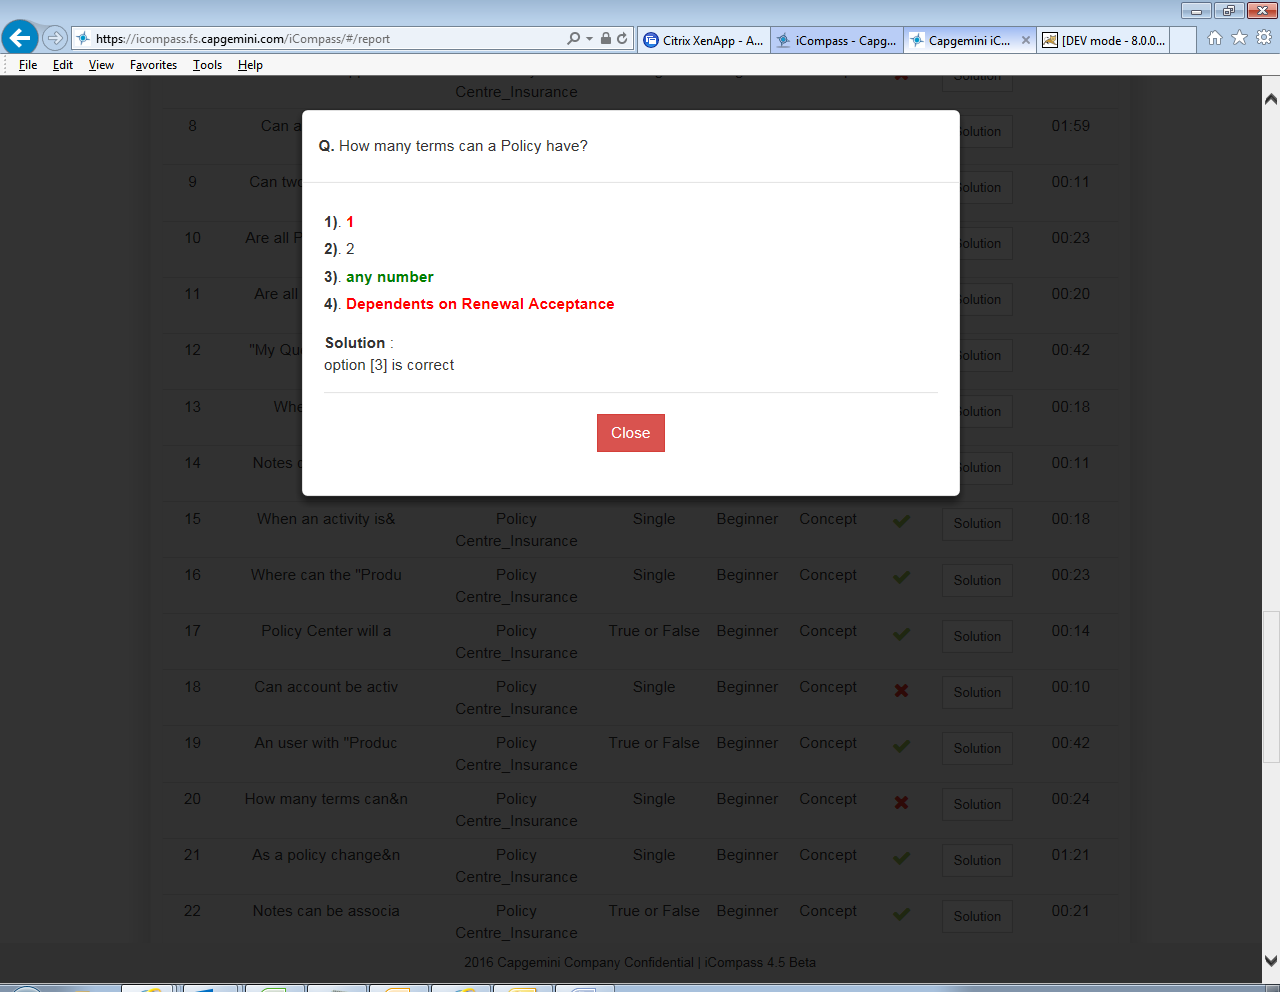 https://icompass.fs.capgemini.com/iCompass/#/report
Citrix XenApp - A...
iCompass - Capg...
Capgemini iC...
[DEV mode - 8.0.0...
File Edit View Favorites Tools Help
Centre_Insurance Solution
8 Can a olution 01:59
9 Can two olution 00:11
10 Are all P olution 00:23
11 Are all olution 00:20
12 "My Qu olution 00:42
13 Whe olution 00:18
14 Notes olution 00:11
Q. How many terms can a Policy have?
1). 1
2). 2
3). any number
4). Dependents on Renewal Acceptance
Solution :
option [3] is correct
Close
15 When an activity is& Policy Single Beginner Concept Solution 00:18
Centre_Insurance
16 Where can the "Produ Policy Single Beginner Concept Solution 00:23
Centre_Insurance
17 Policy Center will a Policy True or False Beginner Concept Solution 00:14
Centre_Insurance
18 Can account be activ Policy Single Beginner Concept Solution 00:10
Centre_Insurance
19 An user with "Produc Policy True or False Beginner Concept Solution 00:42
Centre_Insurance
20 How many terms can&n Policy Single Beginner Concept Solution 00:24
Centre_Insurance
21 As a policy change&n Policy Single Beginner Concept Solution 01:21
Centre_Insurance
22 Notes can be associa Policy True or False Beginner Concept Solution 00:21
Centre_Insurance
2016 Capgemini Company Confidential | iCompass 4.5 Beta